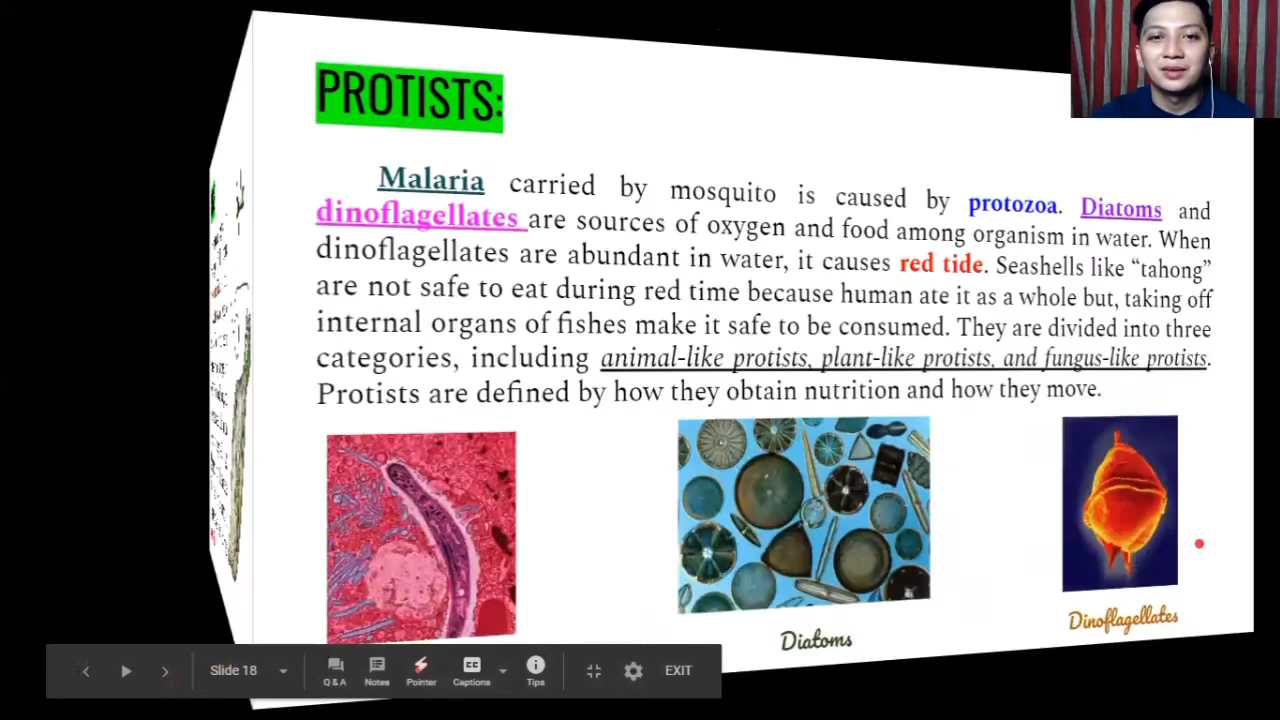 PROTISTS:
Malaria carried by mosquito is caused by protozoa. Diatoms and
dinoflagellates are sources of oxygen and food among organism in water. When
dinoflagellates are abundant in water, it causes red tide. Seashells like “tahong”
are not safe to eat during red time because human ate it as a whole but, taking off
internal organs of fishes make it safe to be consumed. They are divided into three
categories, including animal-like protists, plant-like protists, and fungus-like protists.
Protists are defined by how they obtain nutrition and how they move.
Diatoms
Dinoflagellates
Slide 18
Q & A
Notes
Pointer
CC
Captions
Tips
EXIT